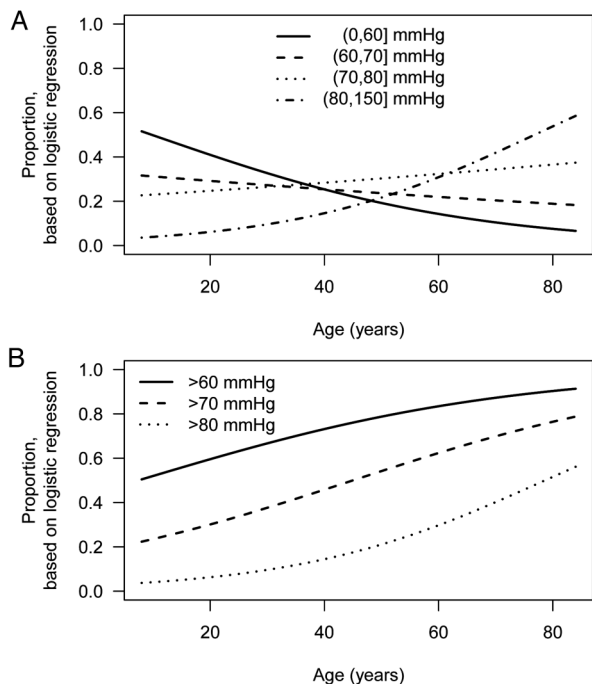 A
Proportion,
based on logistic regression
1.0
0.8
0.6
0.4
0.2
0.0
(0,60] mmHg
(60,70] mmHg
(70,80] mmHg
(80,150] mmHg
20 40 60 80
Age (years)
B
Proportion,
based on logistic regression
1.0
0.8
0.6
0.4
0.2
0.0
>60 mmHg
>70 mmHg
>80 mmHg
20 40 60 80
Age (years)